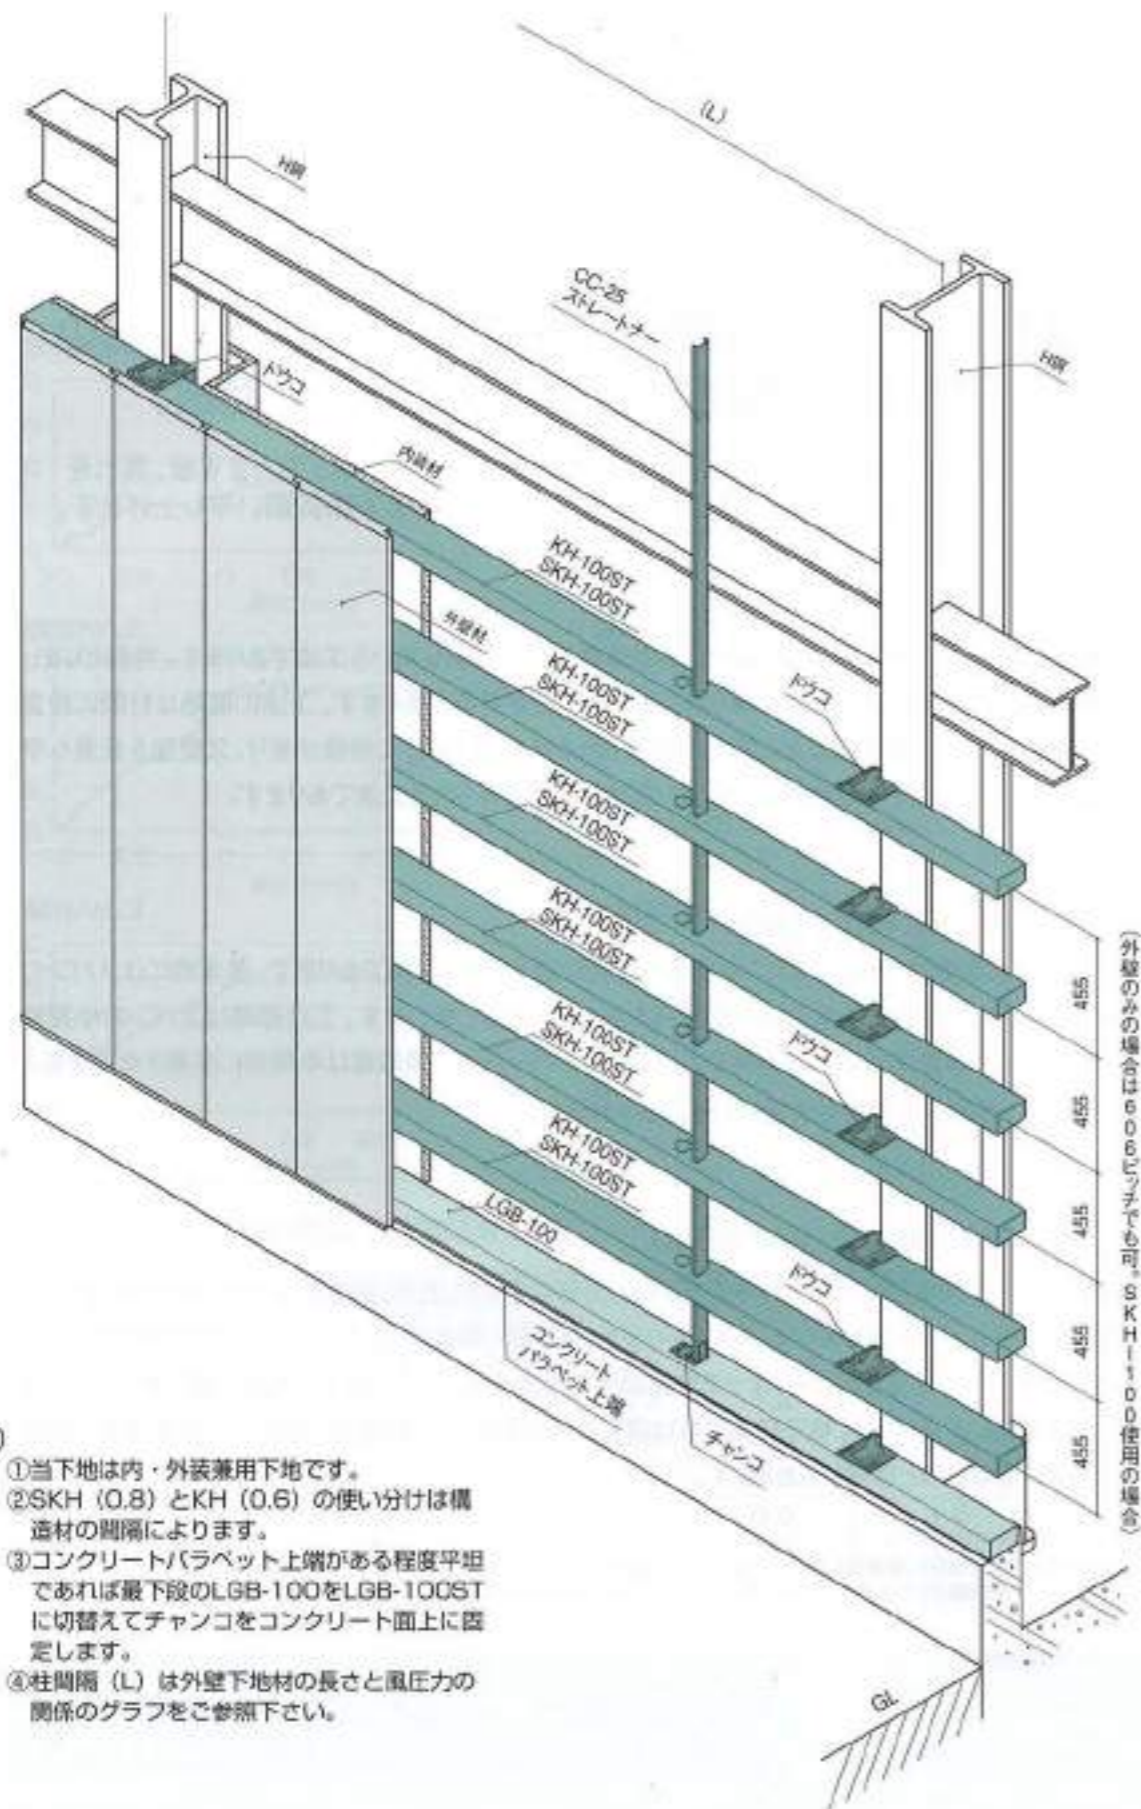 (L)
H鋼
CC-25
ストレートナー
H鋼
ドウコ
内装材
KH-100ST
SKH-100ST
外壁材
KH-100ST
SKH-100ST
ドウコ
KH-100ST
SKH-100ST
KH-100ST
SKH-100ST
KH-100ST
SKH-100ST
ドウコ
KH-100ST
SKH-100ST
LGB-100
ドウコ
コンクリート
パラペット上端
チャンコ
455
455
455
455
455
(外壁のみの場合は606ピッチでも可。SKH-100使用の場合)
GL
)
①当下地は内・外装兼用下地です。
②SKH（0.8）とKH（0.6）の使い分けは構
造材の間隔によります。
③コンクリートパラペット上端がある程度平坦
であれば最下段のLGB-100をLGB-100ST
に切替えてチャンコをコンクリート面上に固
定します。
④柱間隔（L）は外壁下地材の長さと風圧力の
関係のグラフをご参照下さい。